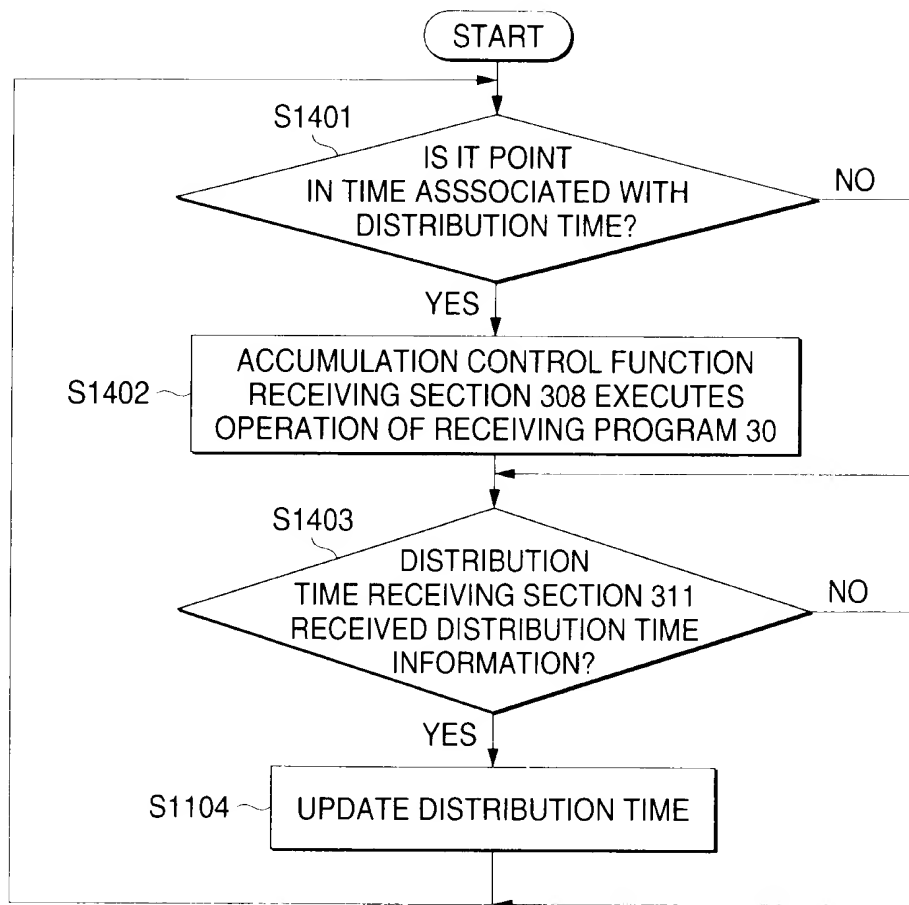 START
S1401
IS IT POINT
IN TIME ASSSOCIATED WITH
DISTRIBUTION TIME?
NO
YES
S1402
ACCUMULATION CONTROL FUNCTION
RECEIVING SECTION 308 EXECUTES
OPERATION OF RECEIVING PROGRAM 30
S1403
DISTRIBUTION
TIME RECEIVING SECTION 311
RECEIVED DISTRIBUTION TIME
INFORMATION?
NO
YES
S1104
UPDATE DISTRIBUTION TIME